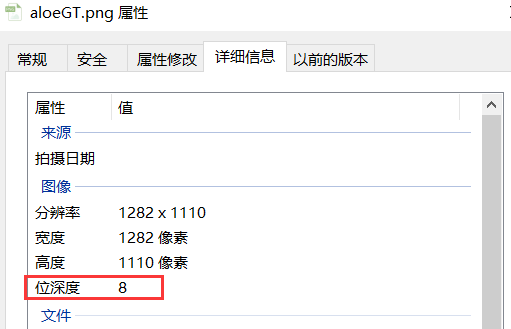 aloeGT.png 属性
常规 安全 属性修改 详细信息 以前的版本
属性 值
来源
拍摄日期
图像
分辨率 1282 x 1110
宽度 1282 像素
高度 1110 像素
位深度 8
文件